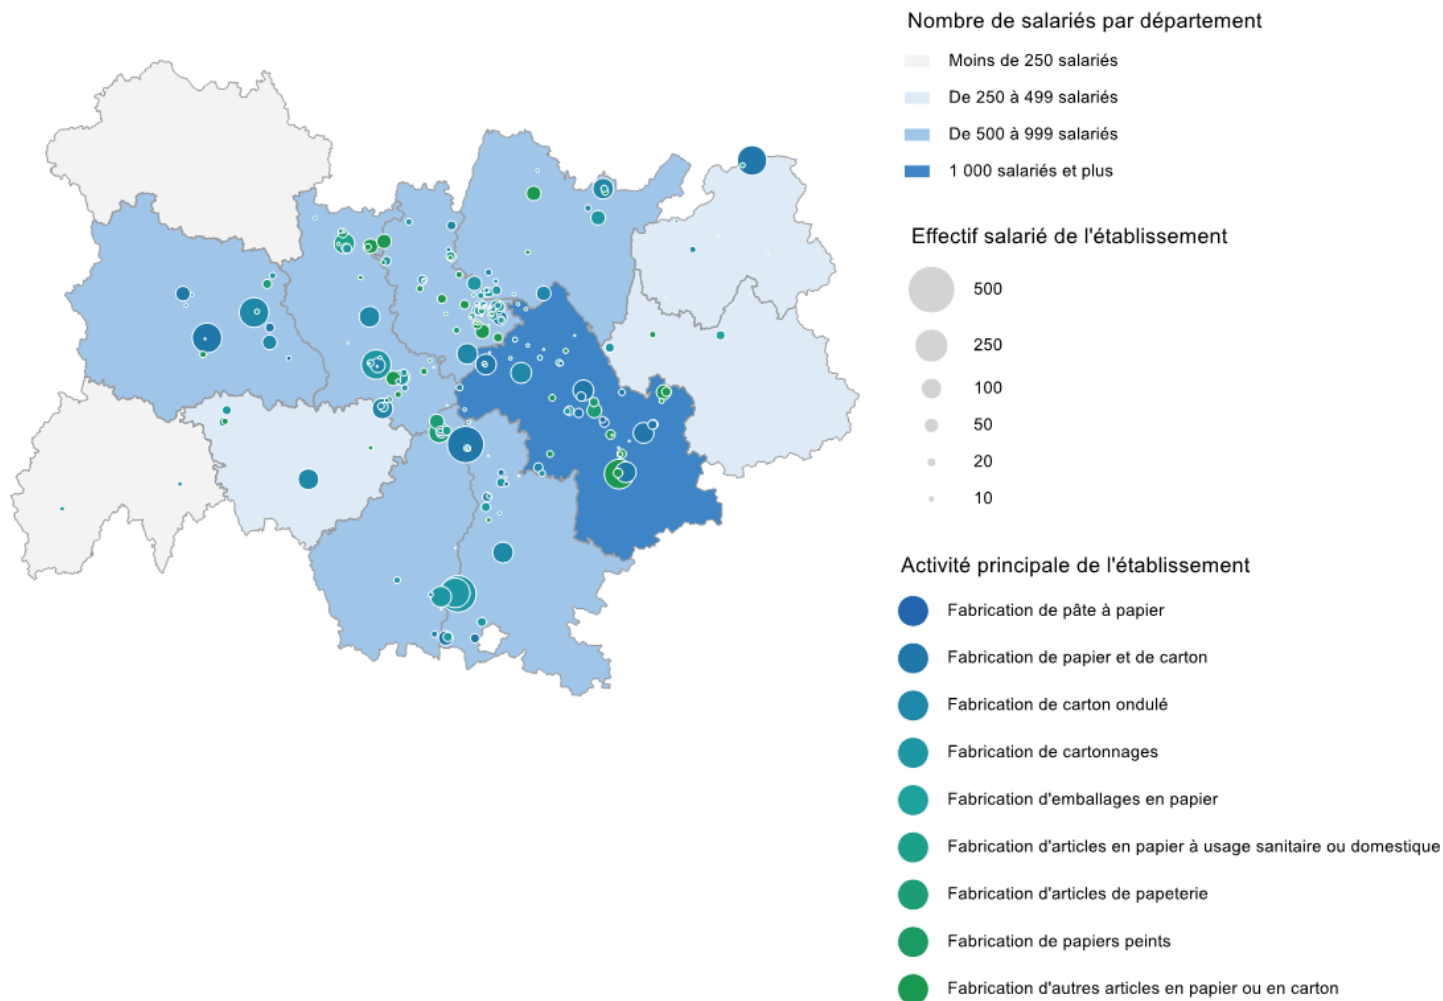 Nombre de salariés par département
Moins de 250 salariés
De 250 à 499 salariés
De 500 à 999 salariés
1 000 salariés et plus
Effectif salarié de l'établissement
500
250
100
50
20
10
Activité principale de l'établissement
Fabrication de pâte à papier
Fabrication de papier et de carton
Fabrication de carton ondulé
Fabrication de cartonnages
Fabrication d'emballages en papier
Fabrication d'articles en papier à usage sanitaire ou domestique
Fabrication d'articles de papeterie
Fabrication de papiers peints
Fabrication d'autres articles en papier ou en carton